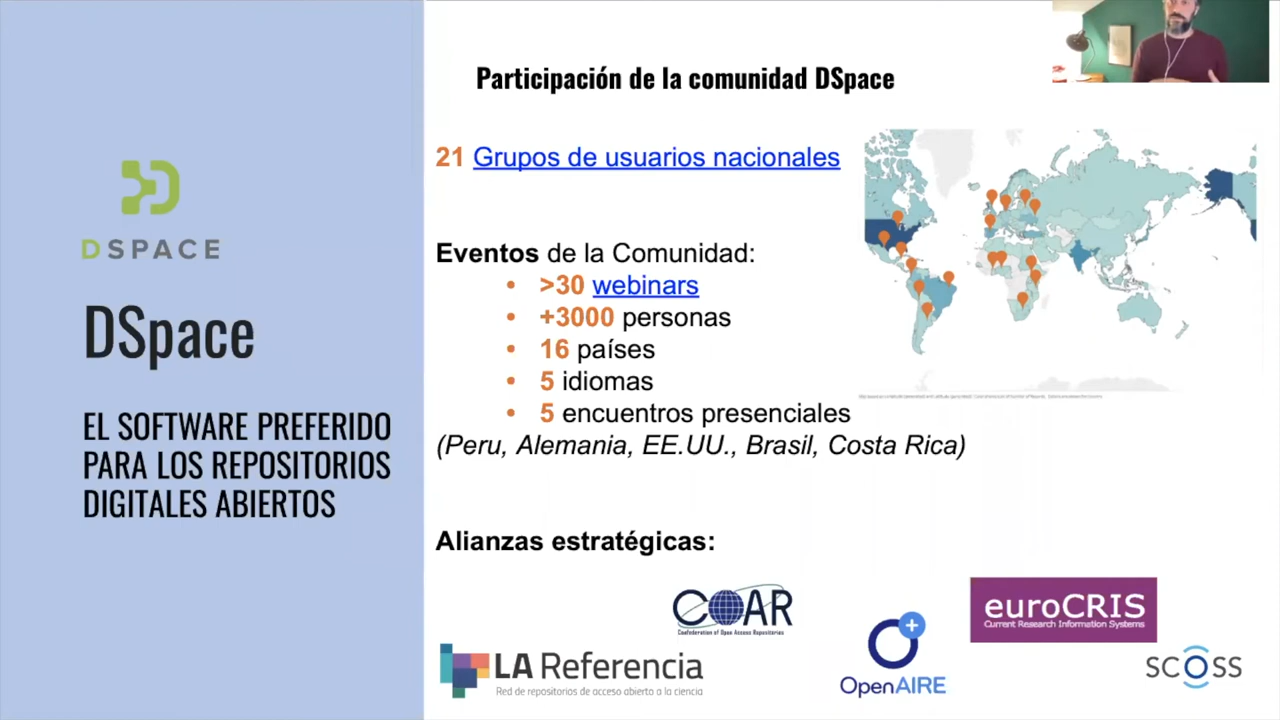 DSPACE
DSpace
EL SOFTWARE PREFERIDO
PARA LOS REPOSITORIOS
DIGITALES ABIERTOS
Participación de la comunidad DSpace
21 Grupos de usuarios nacionales
Eventos de la Comunidad:
• >30 webinars
• +3000 personas
• 16 países
• 5 idiomas
• 5 encuentros presenciales
(Peru, Alemania, EE.UU., Brasil, Costa Rica)
Alianzas estratégicas:
COAR
Confederation of Open Access Repositories
euroCRIS
Current Research Information Systems
LA Referencia
Red de repositorios de acceso abierto a la ciencia
OpenAIRE
SCOSS